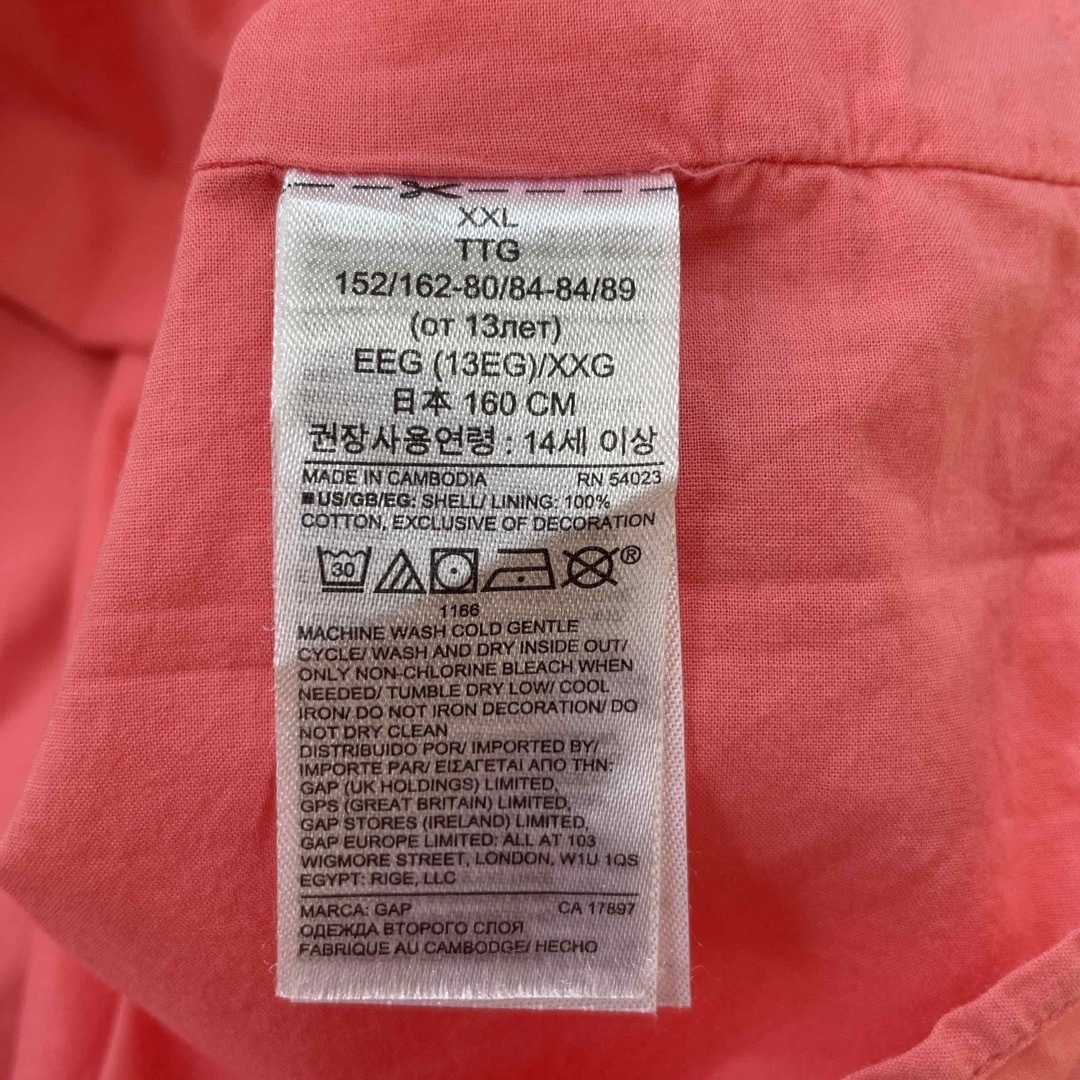 XXL
TTG
152/162-80/84-84/89
(от 13лет)
EEG (13EG)/XXG
日本 160 CM
권장사용연령 : 14세 이상
MADE IN CAMBODIA RN 54023
■US/GB/EG: SHELL/ LINING: 100%
COTTON, EXCLUSIVE OF DECORATION
30 ®
1166
MACHINE WASH COLD GENTLE
CYCLE/ WASH AND DRY INSIDE OUT/
ONLY NON-CHLORINE BLEACH WHEN
NEEDED/ TUMBLE DRY LOW/ COOL
IRON/ DO NOT IRON DECORATION/ DO
NOT DRY CLEAN
DISTRIBUIDO POR/ IMPORTED BY/
IMPORTE PAR/ ΕΙΣΑΓΕΤΑΙ ΑΠΟ ΤΗΝ:
GAP (UK HOLDINGS) LIMITED,
GPS (GREAT BRITAIN) LIMITED,
GAP STORES (IRELAND) LIMITED,
GAP EUROPE LIMITED: ALL AT 103
WIGMORE STREET, LONDON, W1U 1QS
EGYPT: RIGE, LLC
MARCA: GAP CA 17897
ОДЕЖДА ВТОРОГО СЛОЯ
FABRIQUE AU CAMBODGE/ HECHO